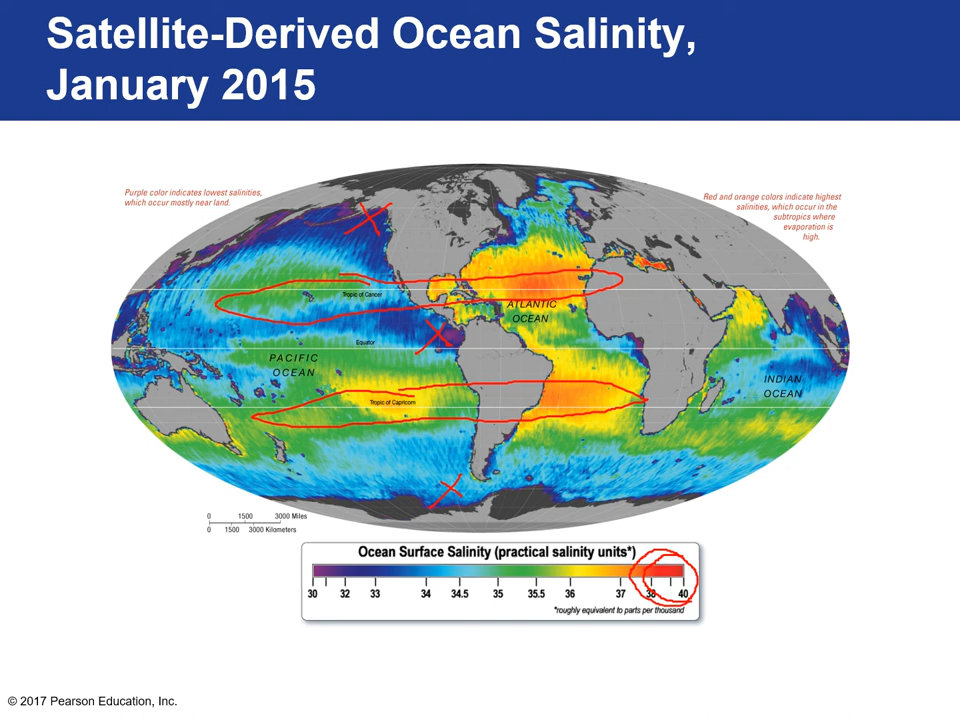 Satellite-Derived Ocean Salinity,
January 2015
Purple color indicates lowest salinities,
which occur mostly near land.
Red and orange colors indicate highest
salinities, which occur in the
subtropics where
evaporation is
high.
Tropic of Cancer
ATLANTIC
OCEAN
Equator
PACIFIC
OCEAN
INDIAN
OCEAN
Tropic of Capricorn
0 1500 3000 Miles
0 1500 3000 Kilometers
Ocean Surface Salinity (practical salinity units*)
30 32 33 34 34.5 35 35.5 36 37 38 40
*roughly equivalent to parts per thousand
© 2017 Pearson Education, Inc.